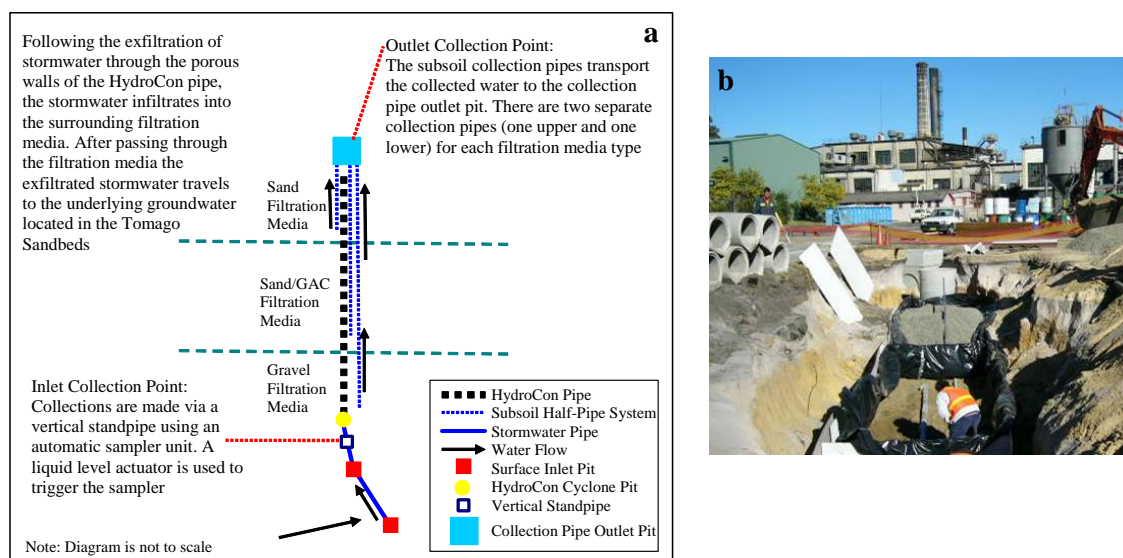 Following the exfiltration of
stormwater through the porous
walls of the HydroCon pipe,
the stormwater infiltrates into
the surrounding filtration
media. After passing through
the filtration media the
exfiltrated stormwater travels
to the underlying groundwater
located in the Tomago
Sandbeds
a
Outlet Collection Point:
The subsoil collection pipes transport
the collected water to the collection
pipe outlet pit. There are two separate
collection pipes (one upper and one
lower) for each filtration media type
Sand
Filtration
Media
Sand/GAC
Filtration
Media
Gravel
Filtration
Media
Inlet Collection Point:
Collections are made via a
vertical standpipe using an
automatic sampler unit. A
liquid level actuator is used to
trigger the sampler
Note: Diagram is not to scale
HydroCon Pipe
Subsoil Half-Pipe System
Stormwater Pipe
Water Flow
Surface Inlet Pit
HydroCon Cyclone Pit
Vertical Standpipe
Collection Pipe Outlet Pit
b